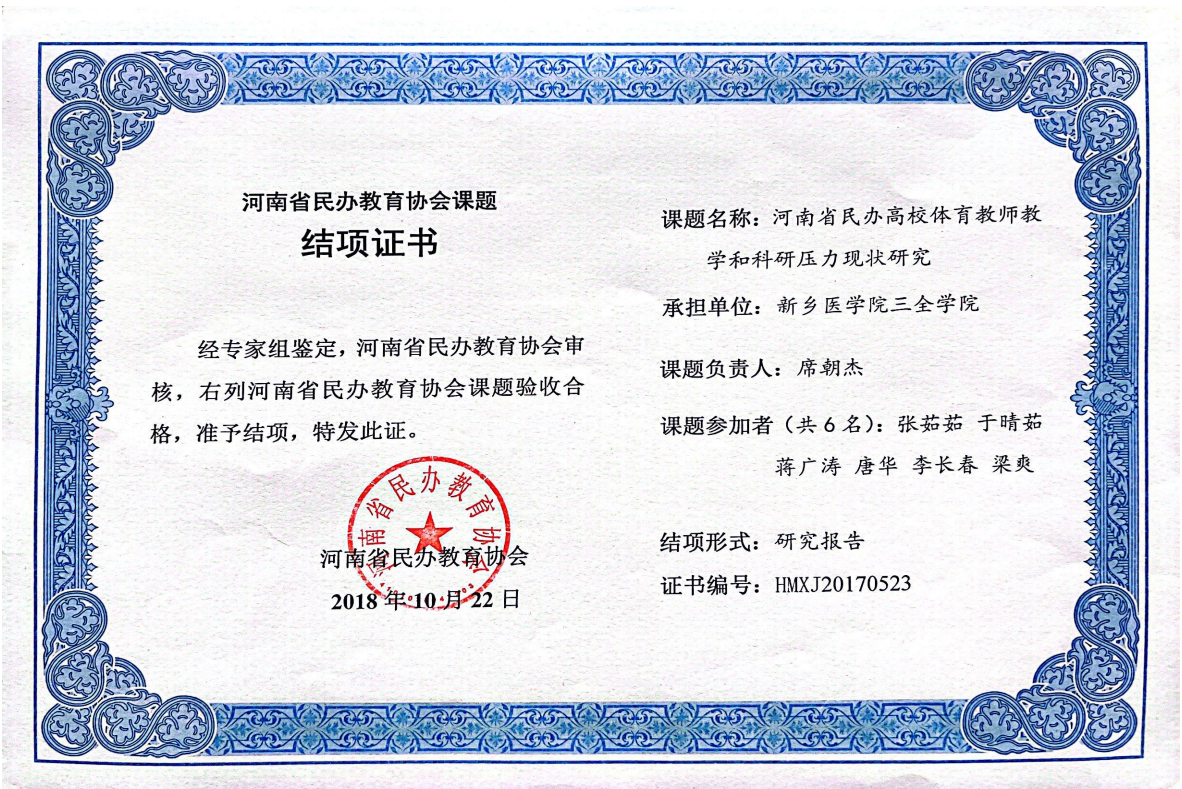 河南省民办教育协会课题
结项证书
经专家组鉴定，河南省民办教育协会审
核，右列河南省民办教育协会课题验收合
格，准予结项，特发此证。
河南省民办教育协会
河南省民办教育协会
2018年10月22日
课题名称：河南省民办高校体育教师教
学和科研压力现状研究
承担单位：新乡医学院三全学院
课题负责人：席朝杰
课题参加者（共6名）：张茹茹 于晴茹
蒋广涛 唐华 李长春 梁爽
结项形式：研究报告
证书编号：HMXJ20170523